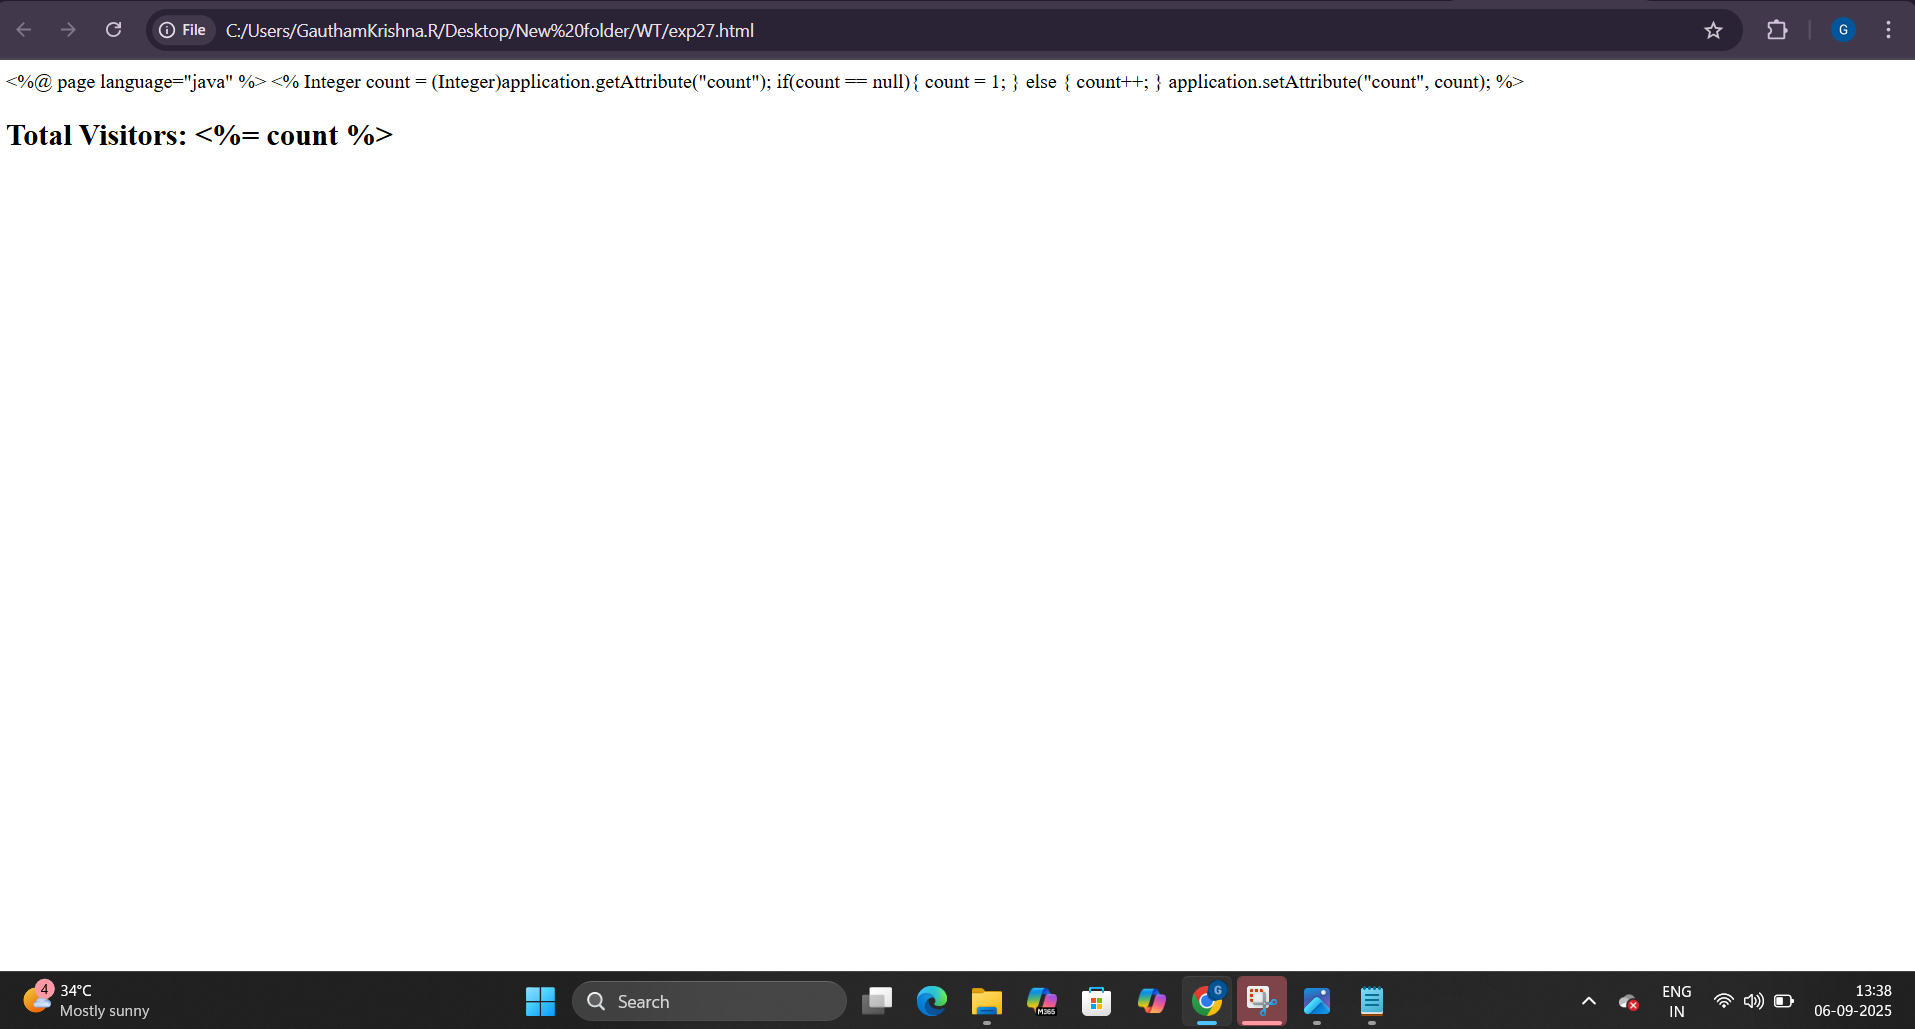 File C:/Users/GauthamKrishna.R/Desktop/New%20folder/WT/exp27.html G
<%@ page language="java" %> <% Integer count = (Integer)application.getAttribute("count"); if(count == null){ count = 1; } else { count++; } application.setAttribute("count", count); %>
Total Visitors: <%= count %>
4
34°C
Mostly sunny
Search
M365
G
ENG
IN
13:38
06-09-2025